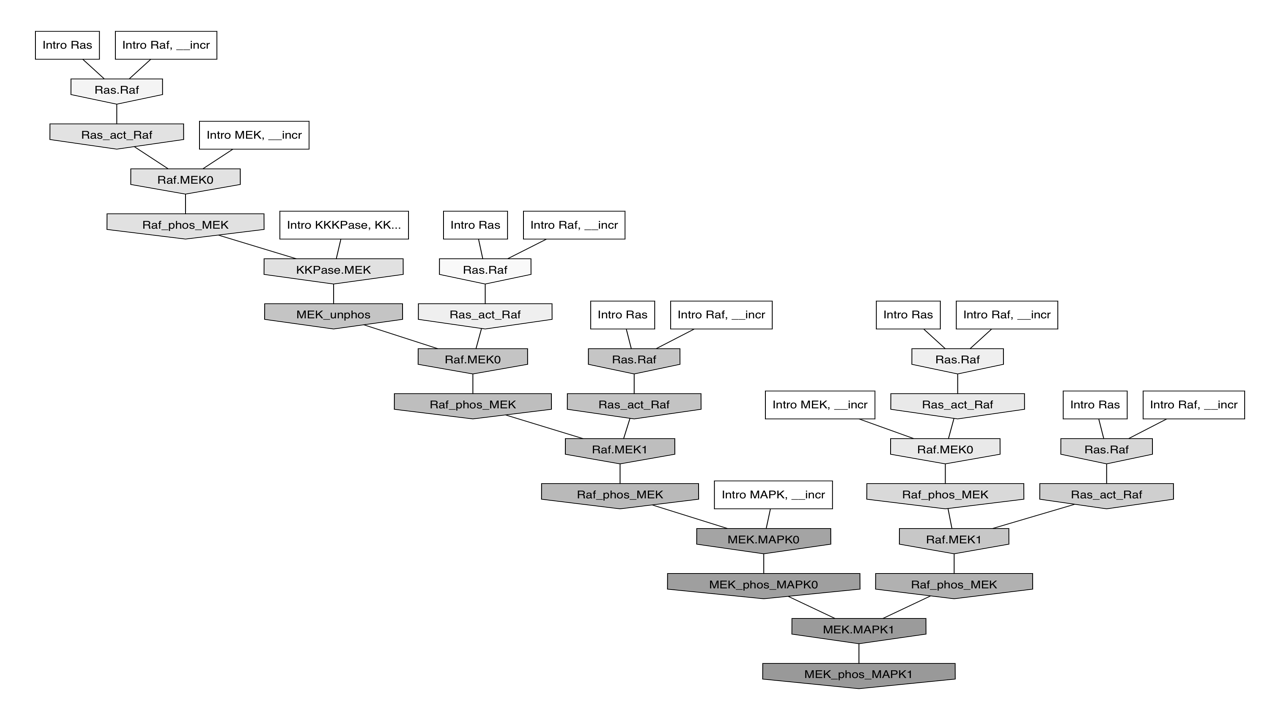 Intro Ras
Intro Raf, __incr
Ras.Raf
Ras_act_Raf
Intro MEK, __incr
Raf.MEK0
Raf_phos_MEK
Intro KKKPase, KK...
Intro Ras
Intro Raf, __incr
KKPase.MEK
Ras.Raf
MEK_unphos
Ras_act_Raf
Intro Ras
Intro Raf, __incr
Intro Ras
Intro Raf, __incr
Raf.MEK0
Ras.Raf
Ras.Raf
Raf_phos_MEK
Ras_act_Raf
Intro MEK, __incr
Ras_act_Raf
Intro Ras
Intro Raf, __incr
Raf.MEK1
Raf.MEK0
Ras.Raf
Raf_phos_MEK
Intro MAPK, __incr
Raf_phos_MEK
Ras_act_Raf
MEK.MAPK0
Raf.MEK1
MEK_phos_MAPK0
Raf_phos_MEK
MEK.MAPK1
MEK_phos_MAPK1